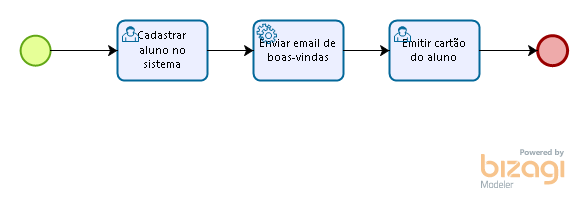 Cadastrar
aluno no
sistema
Enviar email de
boas-vindas
Emitir cartão
do aluno
Powered by
bizagi
Modeler